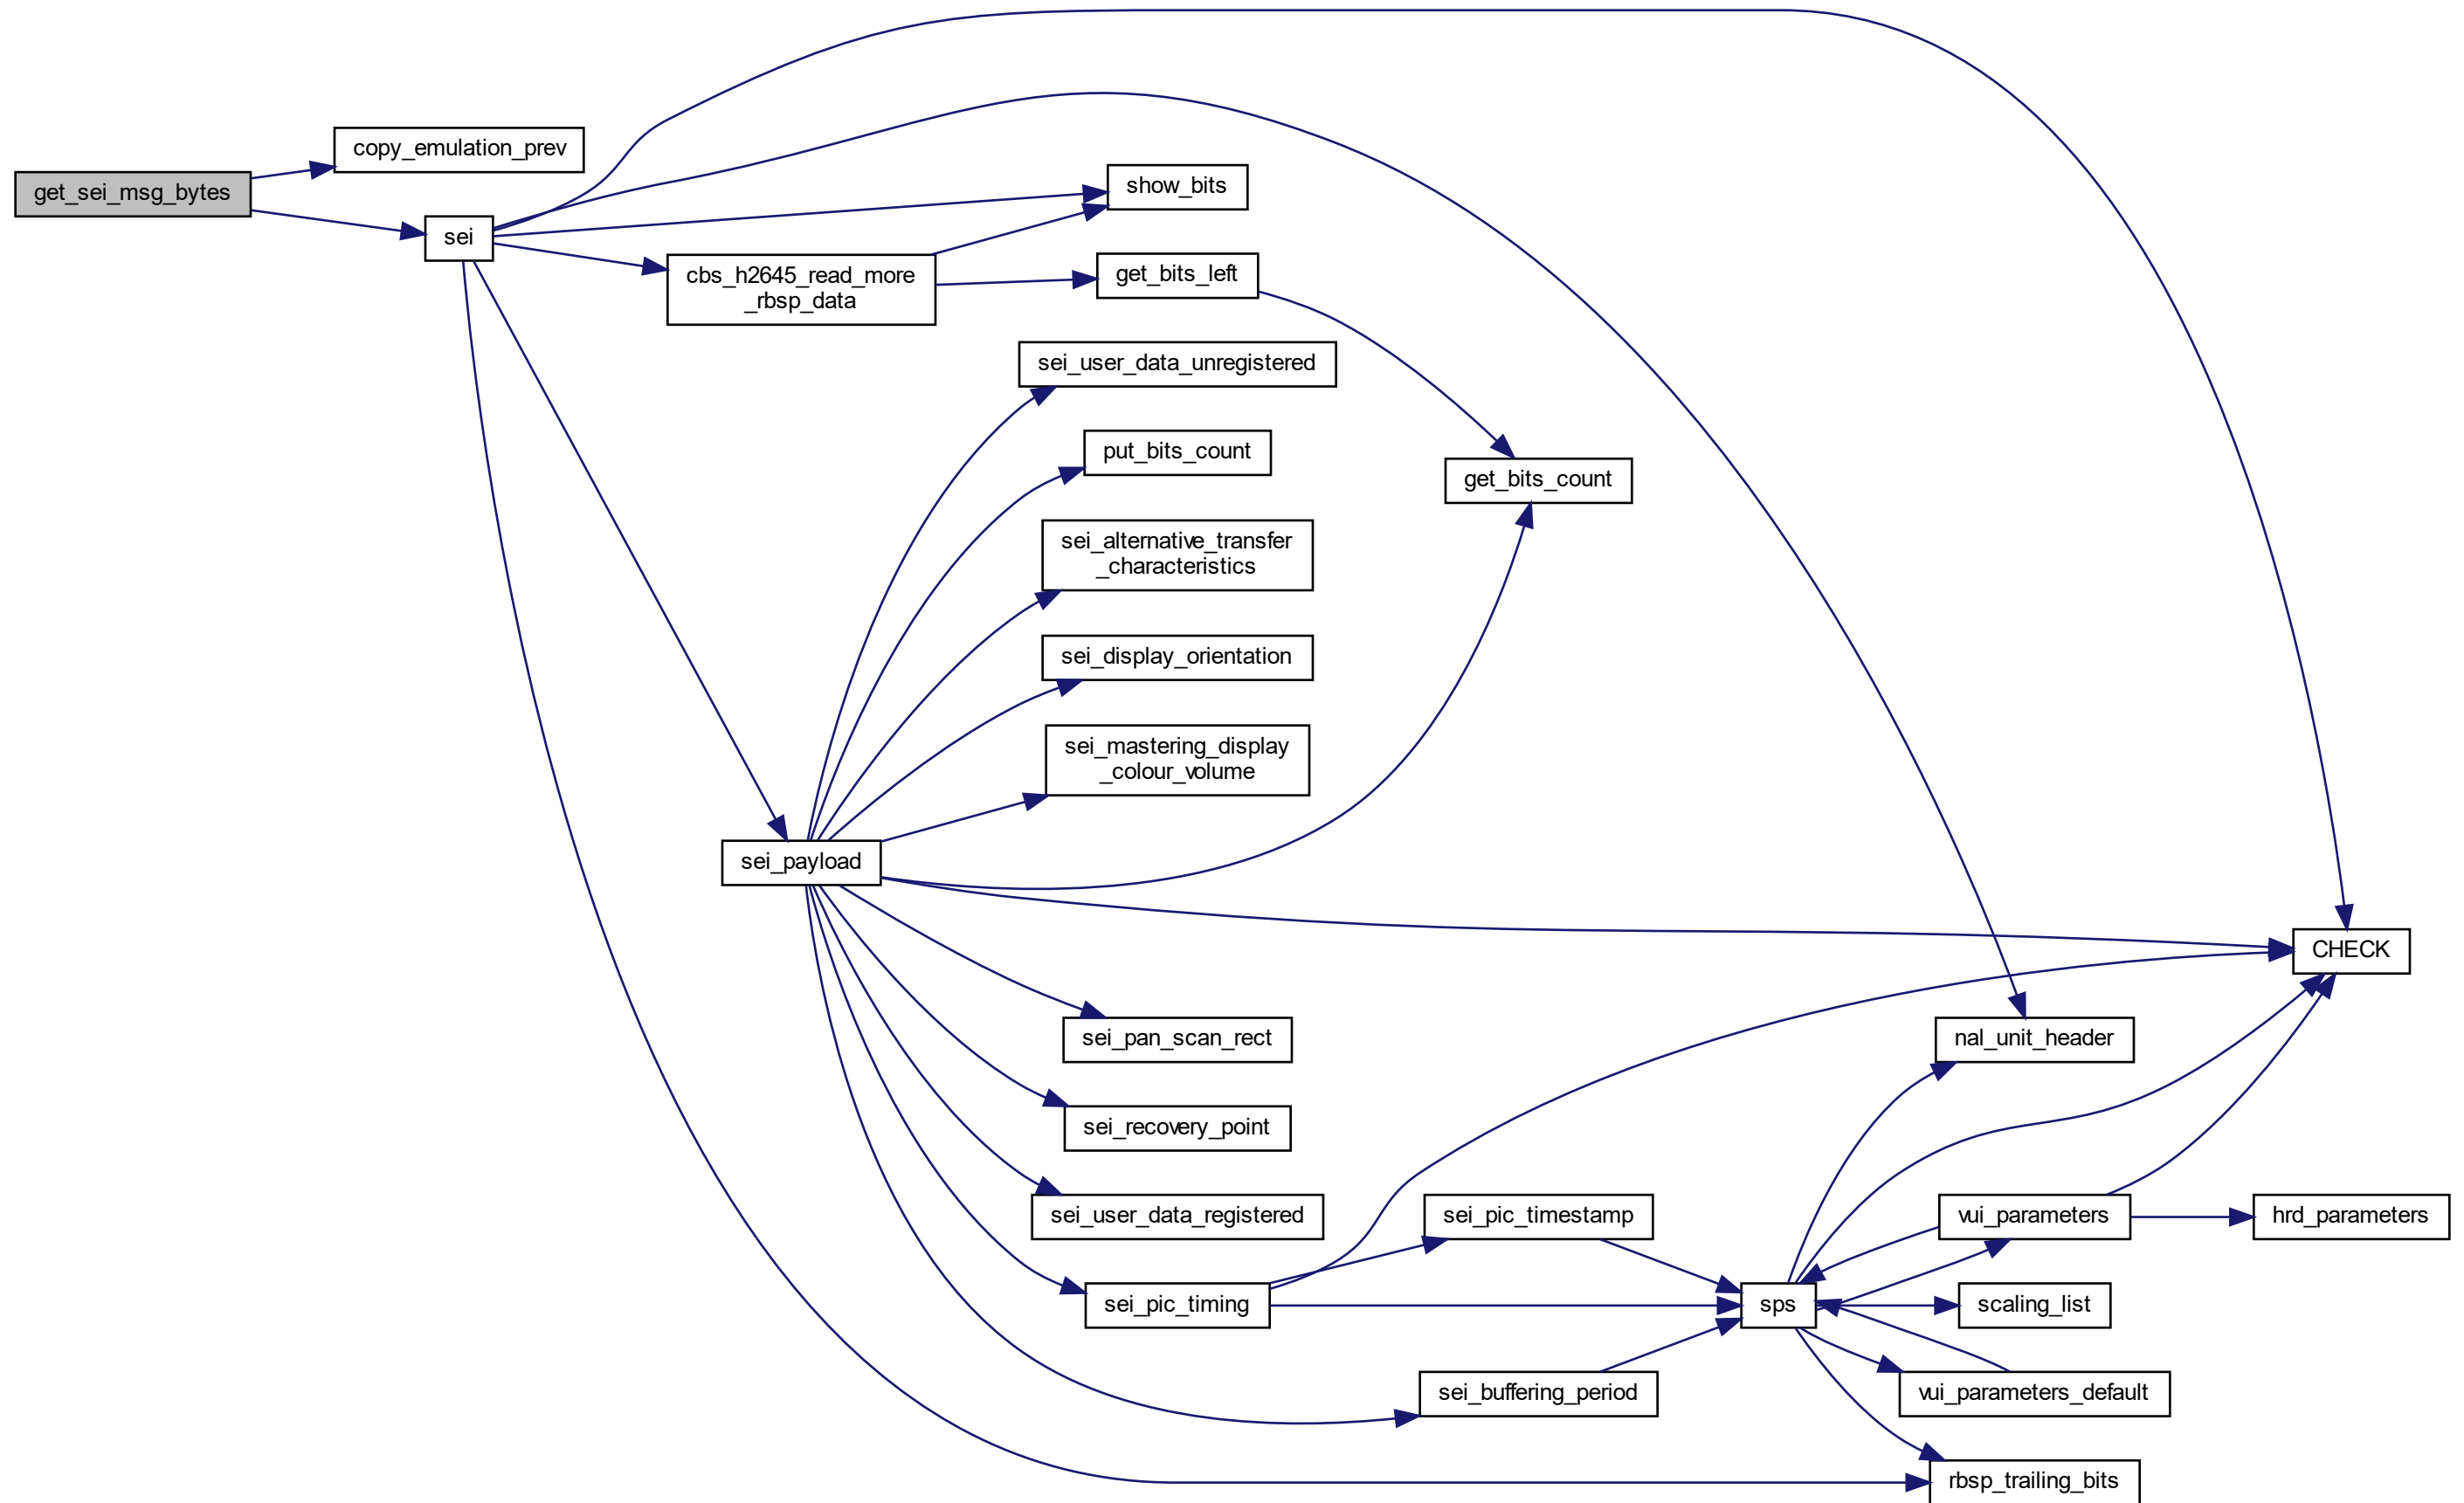 copy_emulation_prev
get_sei_msg_bytes
show_bits
sei
cbs_h2645_read_more
_rbsp_data
get_bits_left
sei_user_data_unregistered
put_bits_count
get_bits_count
sei_alternative_transfer
_characteristics
sei_display_orientation
sei_mastering_display
_colour_volume
sei_payload
CHECK
sei_pan_scan_rect
nal_unit_header
sei_recovery_point
sei_user_data_registered
sei_pic_timestamp
vui_parameters
hrd_parameters
sei_pic_timing
sps
scaling_list
sei_buffering_period
vui_parameters_default
rbsp_trailing_bits